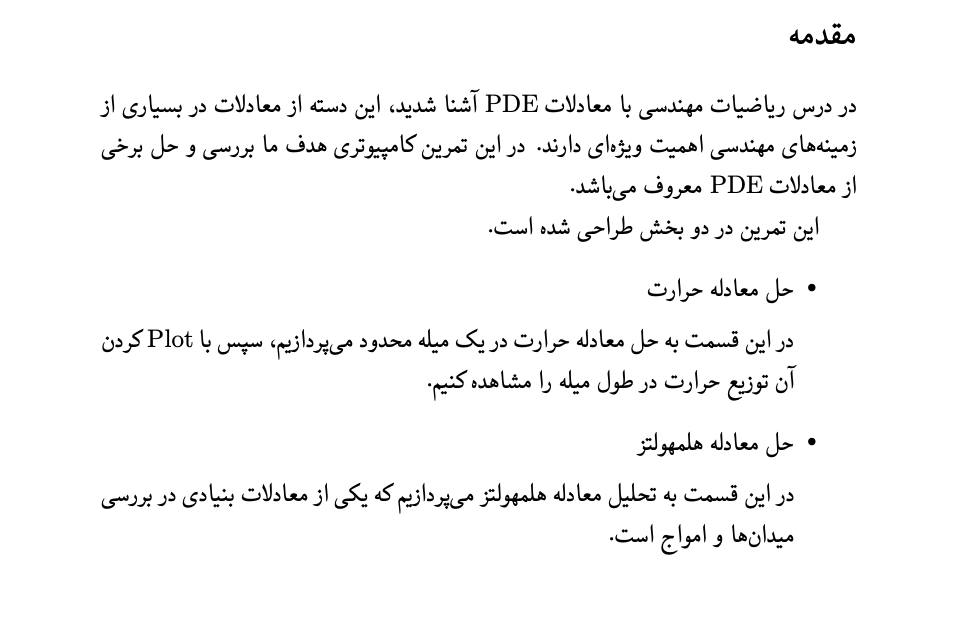 مقدمه
در درس ریاضیات مهندسی با معادلات PDE آشنا شدید، این دسته از معادلات در بسیاری از
زمینه‌های مهندسی اهمیت ویژه‌ای دارند. در این تمرین کامپیوتری هدف ما بررسی و حل برخی
از معادلات PDE معروف می‌باشد.
این تمرین در دو بخش طراحی شده است.
• حل معادله حرارت
در این قسمت به حل معادله حرارت در یک میله محدود می‌پردازیم، سپس با Plot کردن
آن توزیع حرارت در طول میله را مشاهده کنیم.
• حل معادله هلمهولتز
در این قسمت به تحلیل معادله هلمهولتز می‌پردازیم که یکی از معادلات بنیادی در بررسی
میدان‌ها و امواج است.